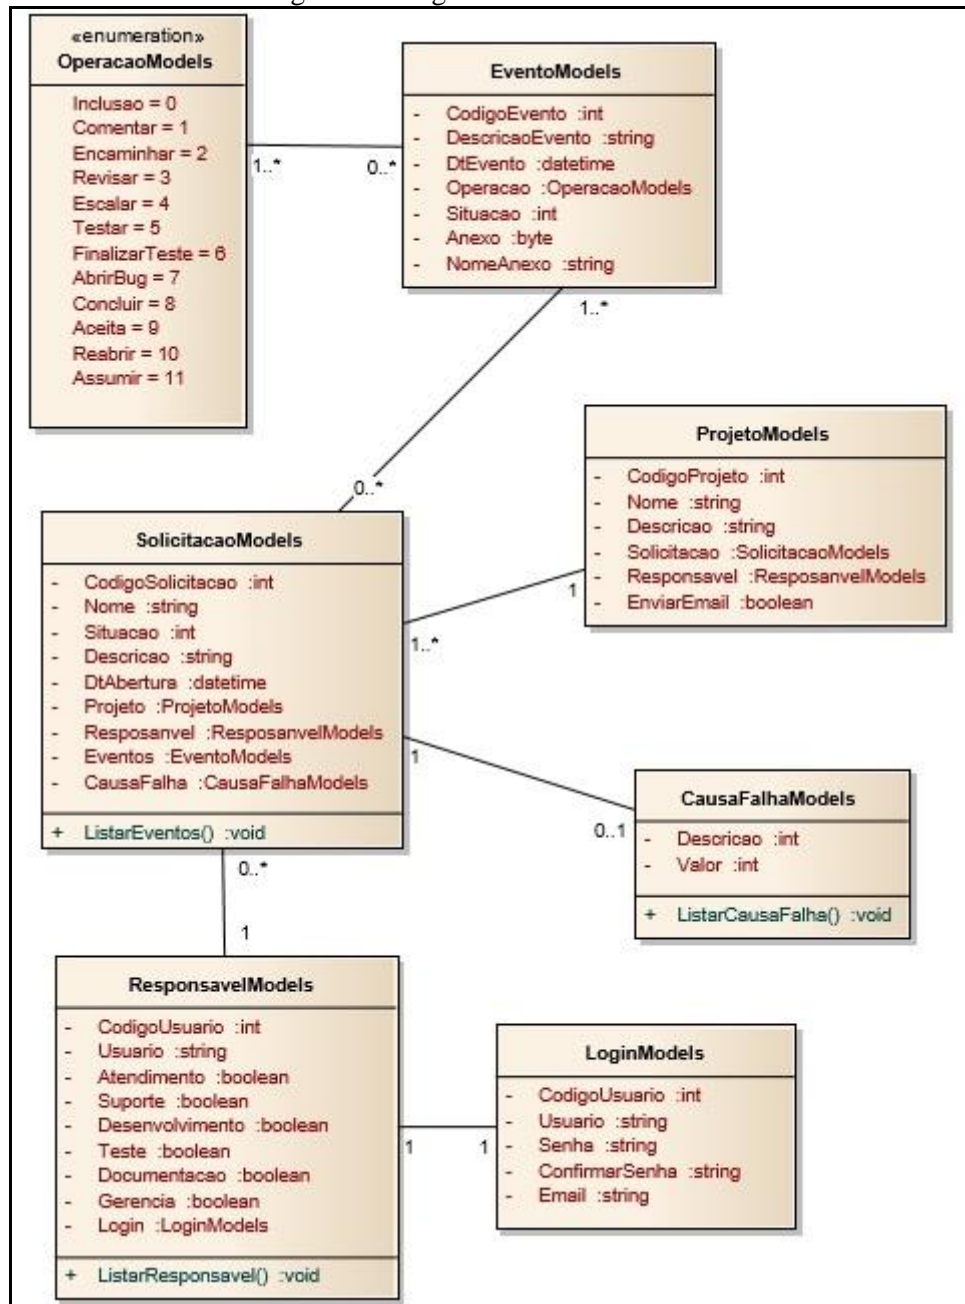 «enumeration»
OperacaoModels
Inclusao = 0
Comentar = 1
Encaminhar = 2
Revisar = 3
Escalar = 4
Testar = 5
FinalizarTeste = 6
AbrirBug = 7
Concluir = 8
Aceita = 9
Reabrir = 10
Assumir = 11
1..*
0..*
EventoModels
- CodigoEvento :int
- DescricaoEvento :string
- DtEvento :datetime
- Operacao :OperacaoModels
- Situacao :int
- Anexo :byte
- NomeAnexo :string
1..*
0..*
ProjetoModels
- CodigoProjeto :int
- Nome :string
- Descricao :string
- Solicitacao :SolicitacaoModels
- Responsavel :ResposanvelModels
- EnviarEmail :boolean
SolicitacaoModels
- CodigoSolicitacao :int
- Nome :string
- Situacao :int
- Descricao :string
- DtAbertura :datetime
- Projeto :ProjetoModels
- Resposanvel :ResposanvelModels
- Eventos :EventoModels
- CausaFalha :CausaFalhaModels
+ ListarEventos() :void
1
1..*
1
0..1
CausaFalhaModels
- Descricao :int
- Valor :int
+ ListarCausaFalha() :void
0..*
1
ResponsavelModels
- CodigoUsuario :int
- Usuario :string
- Atendimento :boolean
- Suporte :boolean
- Desenvolvimento :boolean
- Teste :boolean
- Documentacao :boolean
- Gerencia :boolean
- Login :LoginModels
+ ListarResponsavel() :void
1
1
LoginModels
- CodigoUsuario :int
- Usuario :string
- Senha :string
- ConfirmarSenha :string
- Email :string